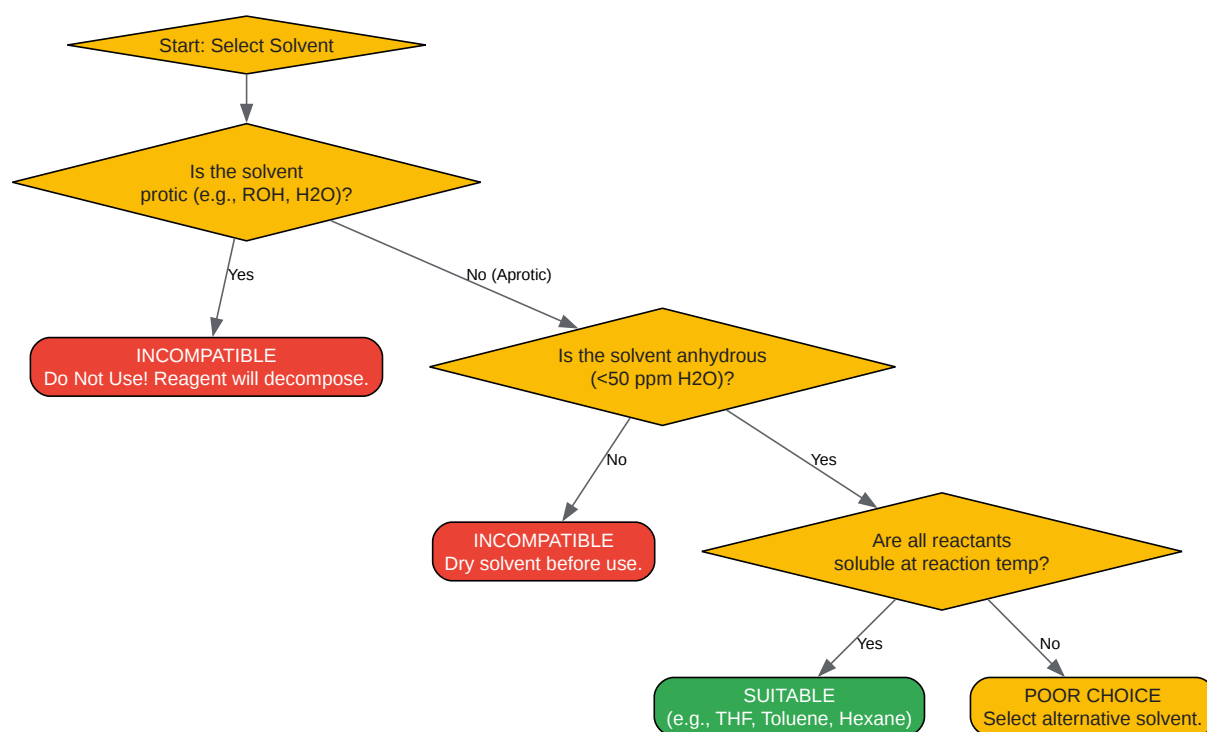 Start: Select Solvent
Is the solvent
protic (e.g., ROH, H2O)?
Yes
No (Aprotic)
INCOMPATIBLE
Do Not Use! Reagent will decompose.
Is the solvent anhydrous
(<50 ppm H2O)?
No
Yes
INCOMPATIBLE
Dry solvent before use.
Are all reactants
soluble at reaction temp?
Yes
No
SUITABLE
(e.g., THF, Toluene, Hexane)
POOR CHOICE
Select alternative solvent.